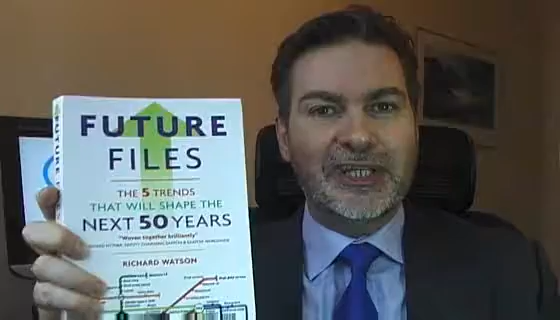 FUTURE
FILES
THE 5 TRENDS
THAT WILL SHAPE THE
NEXT 50 YEARS
"Woven together brilliantly"
RICHARD WATSON